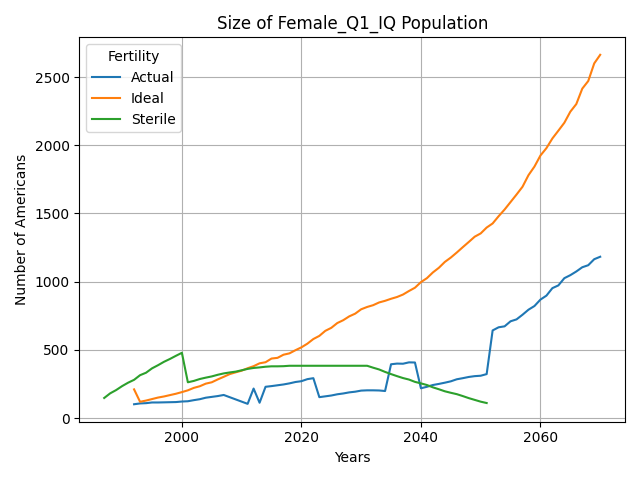 Size of Female_Q1_IQ Population
Fertility
Actual
Ideal
Sterile
Number of Americans
2500
2000
1500
1000
500
0
2000
2020
2040
2060
Years